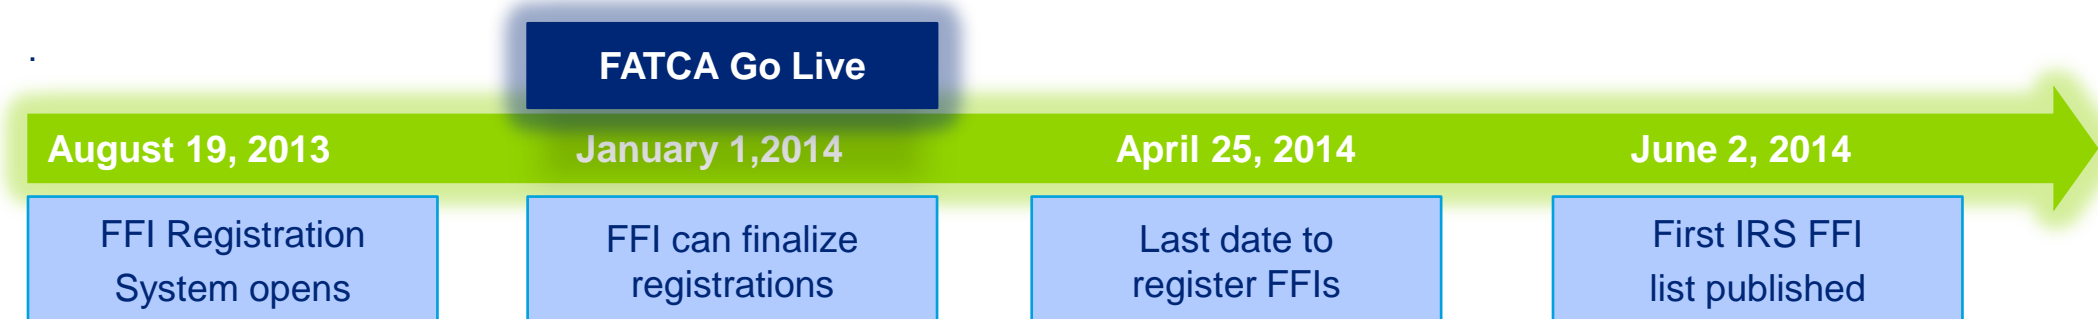 .
FATCA Go Live
August 19, 2013
January 1,2014
April 25, 2014
June 2, 2014
FFI Registration
System opens
FFI can finalize
registrations
Last date to
register FFIs
First IRS FFI
list published